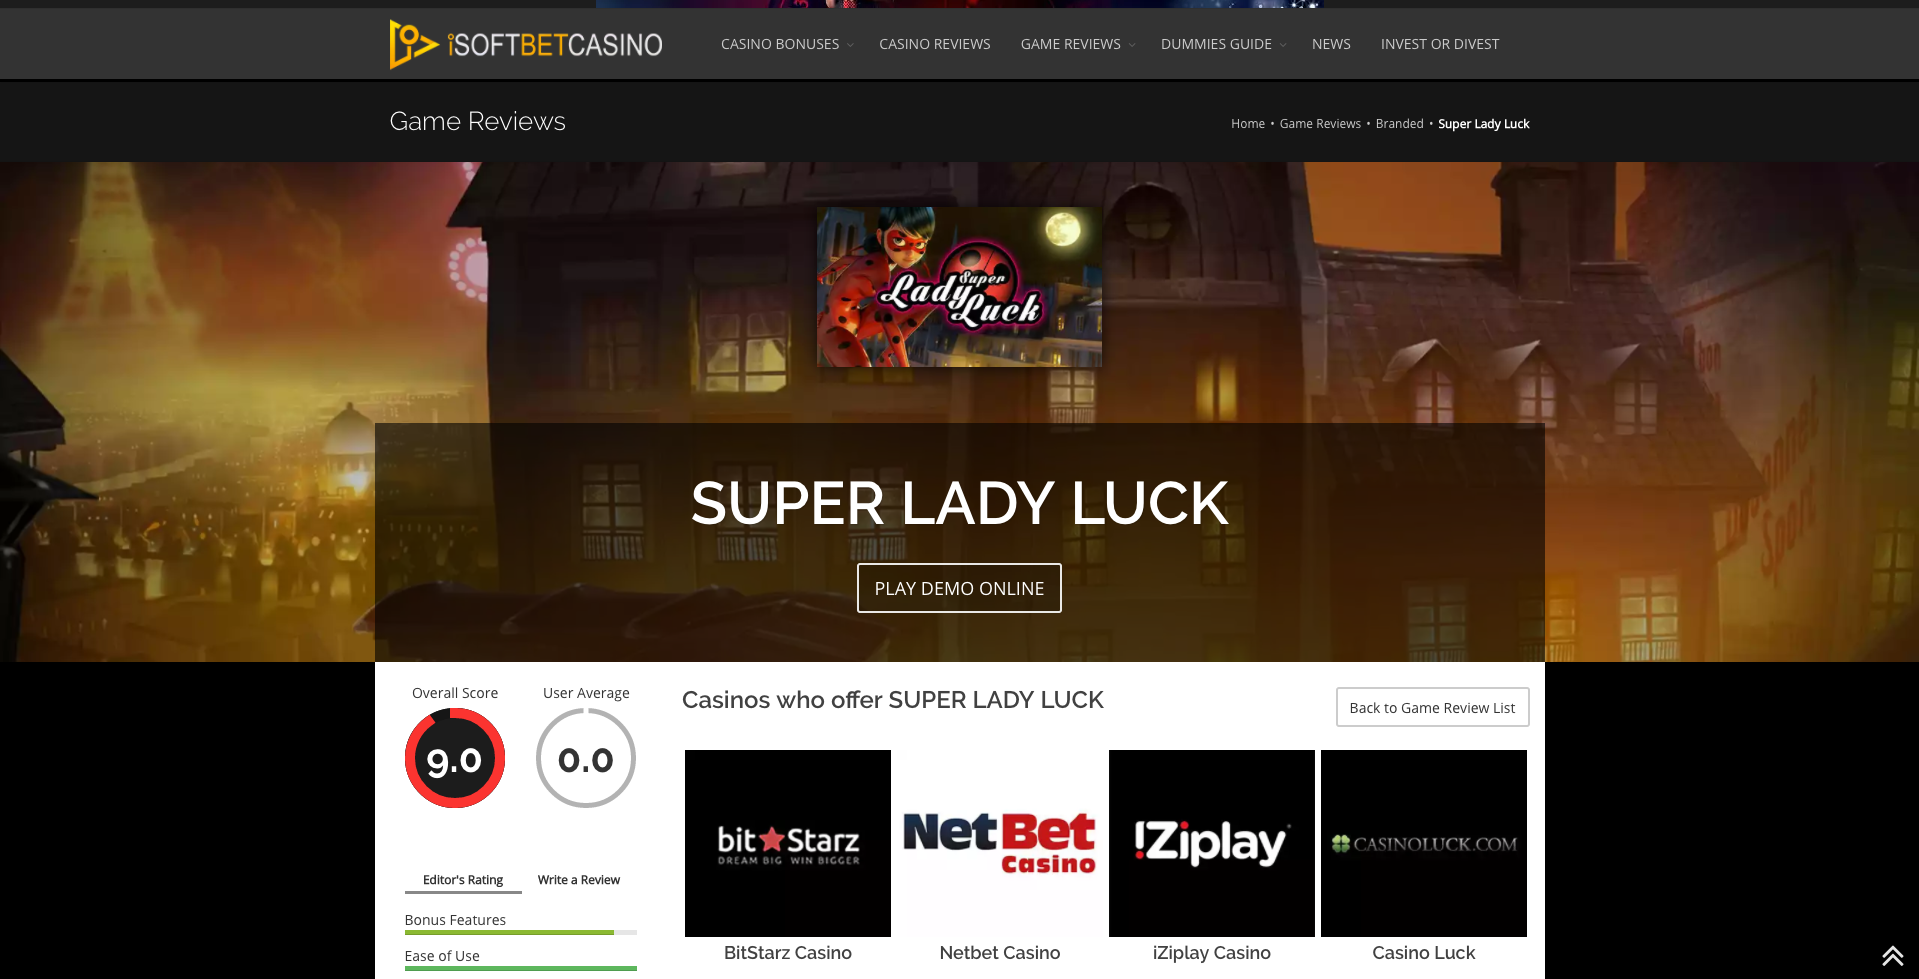 iSOFTBETCASINO
CASINO BONUSES
CASINO REVIEWS
GAME REVIEWS
DUMMIES GUIDE
NEWS
INVEST OR DIVEST
Game Reviews
Home • Game Reviews • Branded • Super Lady Luck
Super
Lady
Luck
SUPER LADY LUCK
PLAY DEMO ONLINE
Overall Score
User Average
9.0
0.0
Casinos who offer SUPER LADY LUCK
Back to Game Review List
bit Starz
DREAM BIG WIN BIGGER
NetBet
Casino
iZiplay
CASINOLUCK.COM
Editor's Rating
Write a Review
Bonus Features
Ease of Use
BitStarz Casino
Netbet Casino
iZiplay Casino
Casino Luck